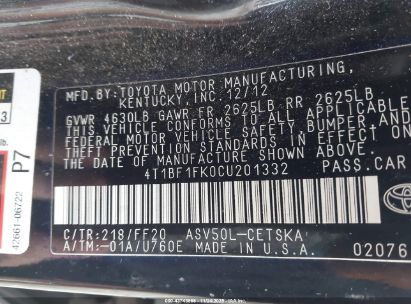 MFD.BY:TOYOTA MOTOR MANUFACTURING,
KENTUCKY,INC. 12/12
GVWR 4630LB GAWR FR 2625LB RR 2625LB
THIS VEHICLE CONFORMS TO ALL APPLICABLE
FEDERAL MOTOR VEHICLE SAFETY, BUMPER AND
THEFT PREVENTION STANDARDS IN EFFECT ON
THE DATE OF MANUFACTURE SHOWN ABOVE.
4T1BF1FK0CU201332 PASS.CAR
C/TR:218/FF20 ASV50L-CETSKA
A/TM:-01A/U760E MADE IN U.S.A. 02076
TOYOTA
P7
42661-06722